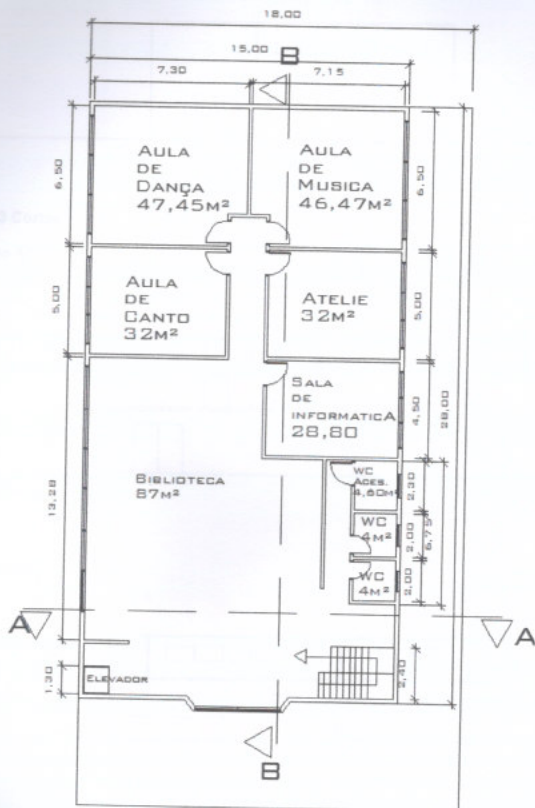 18,00
15,00
B
7,30
7,15
6,50
AULA
DE
DANÇA
47,45M²
AULA
DE
MUSICA
46,47M²
6,50
5,00
AULA
DE
CANTO
32M²
ATELIE
32M²
5,00
SALA
DE
INFORMATICA
28,80
4,50
28,00
13,28
BIBLIOTECA
87M²
WC
ACES.
4,60M²
2,30
WC
4M²
2,00
6,75
WC
4M²
2,00
A
A
1,30
ELEVADOR
2,40
B